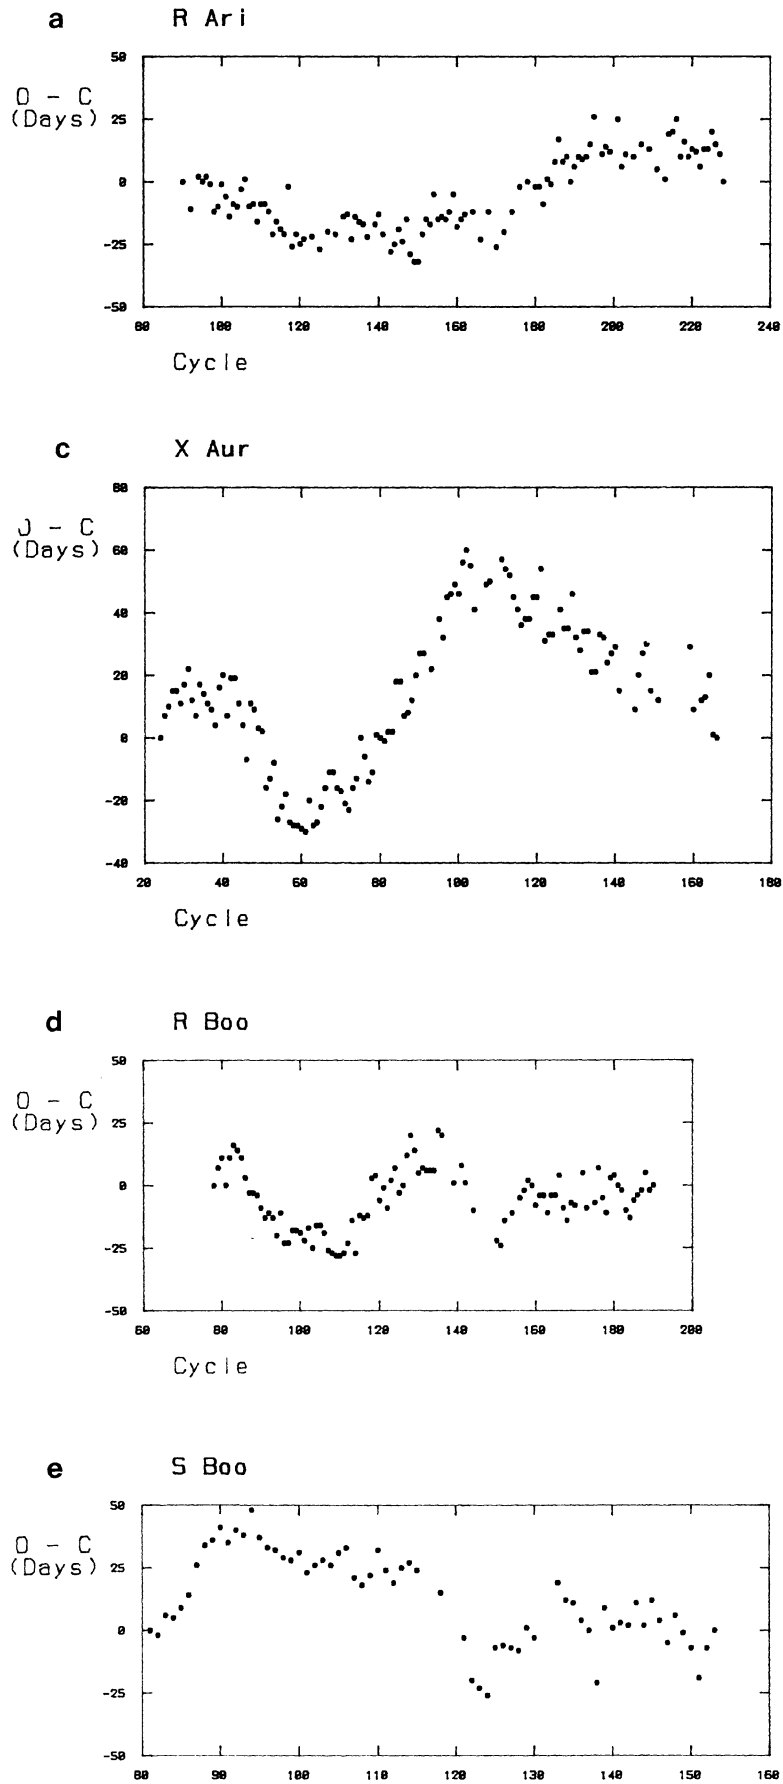 a R Ari
50
O - C
(Days) 25
0
-25
-50
80 100 120 140 160 180 200 220 240
Cycle
c X Aur
80
O - C
(Days) 60
40
20
0
-20
-40
20 40 60 80 100 120 140 160 180
Cycle
d R Boo
50
O - C
(Days) 25
0
-25
-50
60 80 100 120 140 160 180 200
Cycle
e S Boo
50
O - C
(Days) 25
0
-25
-50
80 90 100 110 120 130 140 150 160